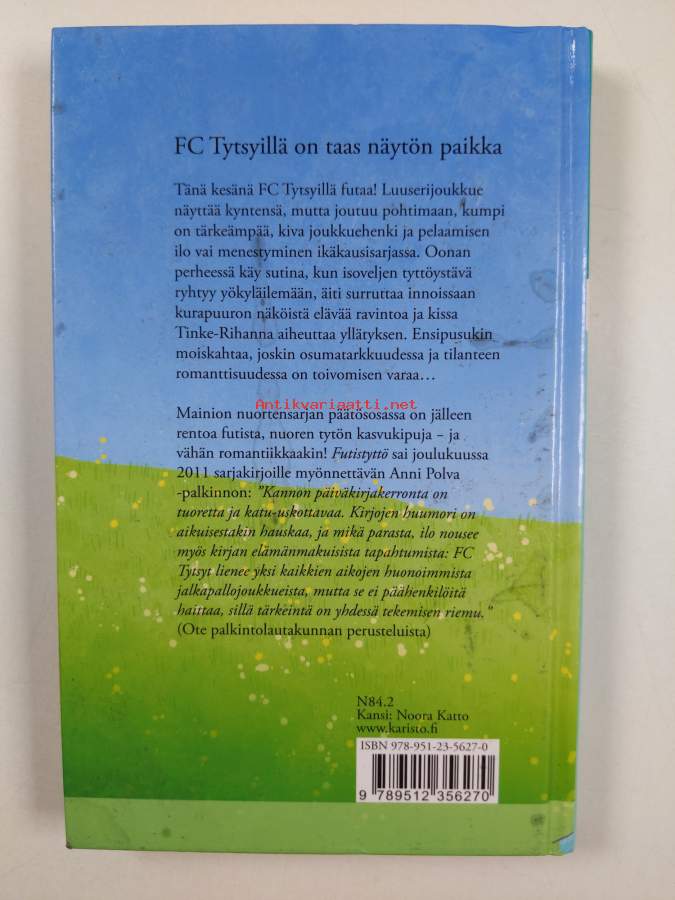 FC Tytsyillä on taas näytön paikka
Tänä kesänä FC Tytsyillä futaa! Luuserijoukkue
näyttää kyntensä, mutta joutuu pohtimaan, kumpi
on tärkeämpää, kiva joukkuehenki ja pelaamisen
ilo vai menestyminen ikäkausisarjassa. Oonan
perheessä käy sutina, kun isoveljen tyttöystävä
ryhtyy yökyläilemään, äiti surruttaa innoissaan
kurapuuron näköistä elävää ravintoa ja kissa
Tinke-Rihanna aiheuttaa yllätyksen. Ensipusukin
moiskahtaa, joskin osumatarkkuudessa ja tilanteen
romanttisuudessa on toivomisen varaa...
Antikvariaatti.net
Mainion nuortensarjan päätösosassa on jälleen
rentoa futista, nuoren tytön kasvukipuja – ja
vähän romantiikkaakin! Futistyttö sai joulukuussa
2011 sarjakirjoille myönnettävän Anni Polva
-palkinnon: "Kannon päiväkirjakerronta on
tuoretta ja katu-uskottavaa. Kirjojen huumori on
aikuisestakin hauskaa, ja mikä parasta, ilo nousee
myös kirjan elämänmakuisista tapahtumista: FC
Tytsyt lienee yksi kaikkien aikojen huonoimmista
jalkapallojoukkueista, mutta se ei päähenkilöitä
haittaa, sillä tärkeintä on yhdessä tekemisen riemu."
(Ote palkintolautakunnan perusteluista)
N84.2
Kansi: Noora Katto
www.karisto.fi
ISBN 978-951-23-5627-0
9 789512 356270